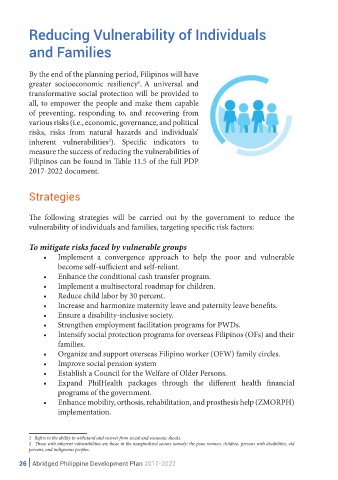 Reducing Vulnerability of Individuals
and Families
By the end of the planning period, Filipinos will have
greater socioeconomic resiliency¹. A universal and
transformative social protection will be provided to
all, to empower the people and make them capable
of preventing, responding to, and recovering from
various risks (i.e., economic, governance, and political
risks, risks from natural hazards and individuals'
inherent vulnerabilities²). Specific indicators to
measure the success of reducing the vulnerabilities of
Filipinos can be found in Table 11.5 of the full PDP
2017-2022 document.
Strategies
The following strategies will be carried out by the government to reduce the
vulnerability of individuals and families, targeting specific risk factors:
To mitigate risks faced by vulnerable groups
• Implement a convergence approach to help the poor and vulnerable
become self-sufficient and self-reliant.
• Enhance the conditional cash transfer program.
• Implement a multisectoral roadmap for children.
• Reduce child labor by 30 percent.
• Increase and harmonize maternity leave and paternity leave benefits.
• Ensure a disability-inclusive society.
• Strengthen employment facilitation programs for PWDs.
• Intensify social protection programs for overseas Filipinos (OFs) and their
families.
• Organize and support overseas Filipino worker (OFW) family circles.
• Improve social pension system
• Establish a Council for the Welfare of Older Persons.
• Expand PhilHealth packages through the different health financial
programs of the government.
• Enhance mobility, orthosis, rehabilitation, and prosthesis help (ZMORPH)
implementation.
1 Refers to the ability to withstand and recover from social and economic shocks.
2 Those with inherent vulnerabilities are those in the marginalized sectors namely: the poor, women, children, persons with disabilities, old
persons, and indigenous peoples.
26 | Abridged Philippine Development Plan 2017-2022